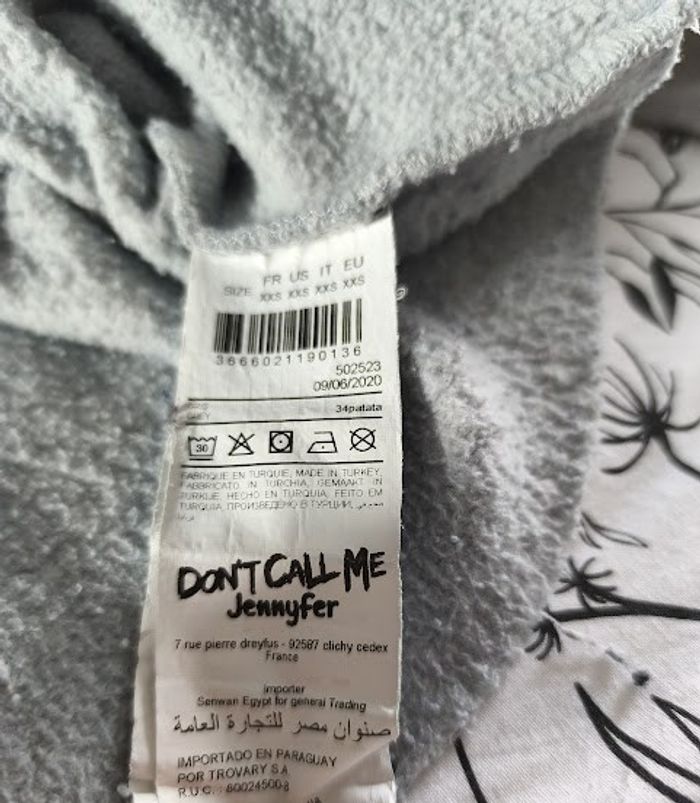 FR US IT EU
SIZE XXS XXS XXS XXS
3666021190136
502523
09/06/2020
34patata
30
FABRIQUE EN TURQUIE, MADE IN TURKEY,
FABBRICATO IN TURCHIA, GEMAAKT IN
TURKIJE, HECHO EN TURQUIA, FEITO EM
TURQUIA, ПРОИЗВЕДЕНО В ТУРЦИИ,
DON'T CALL ME
Jennyfer
7 rue pierre dreyfus - 92587 clichy cedex
France
Importer
Senwan Egypt for general Trading
صنوان مصر للتجارة العامة
IMPORTADO EN PARAGUAY
POR TROVARY S.A
R.U.C. : 80024500-8